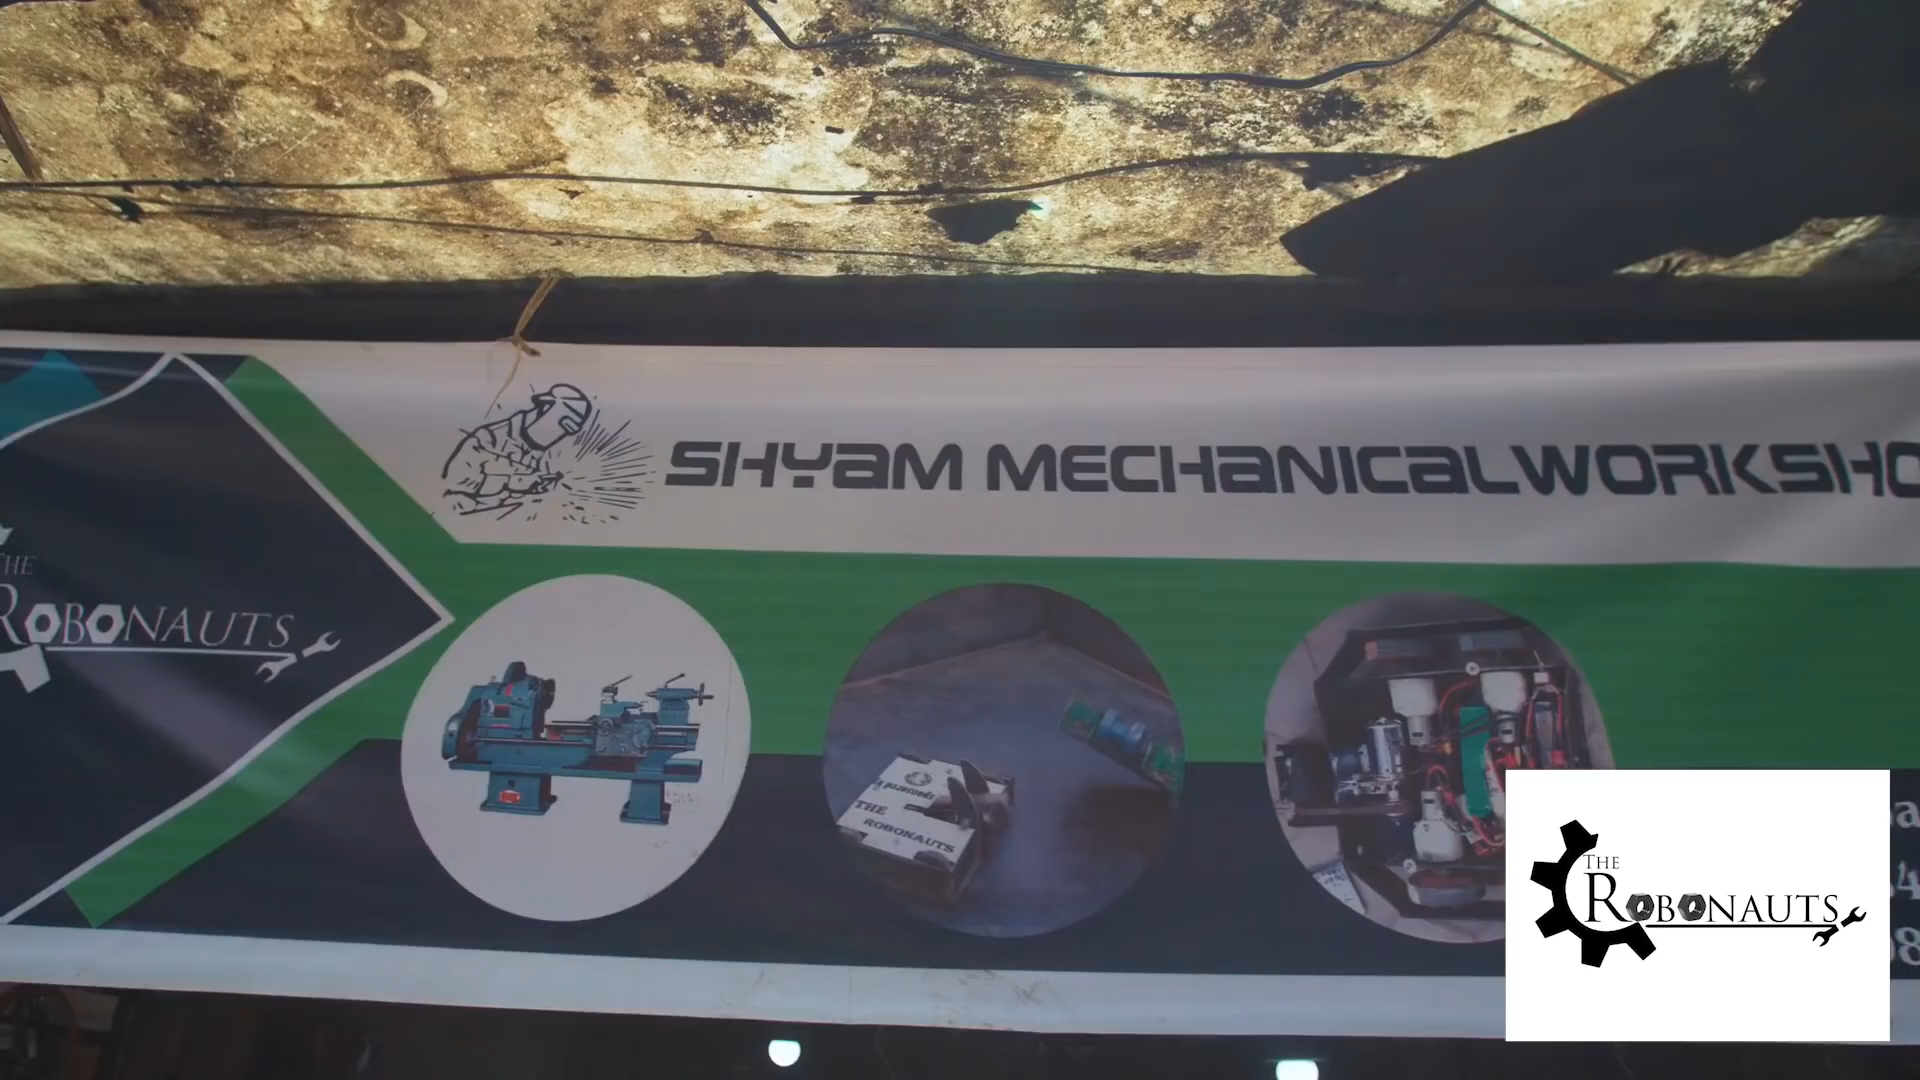 SHYAM MECHANICALWORKSHO
THE
ROBONAUTS
THE
ROBONAUTS
THE
ROBONAUTS